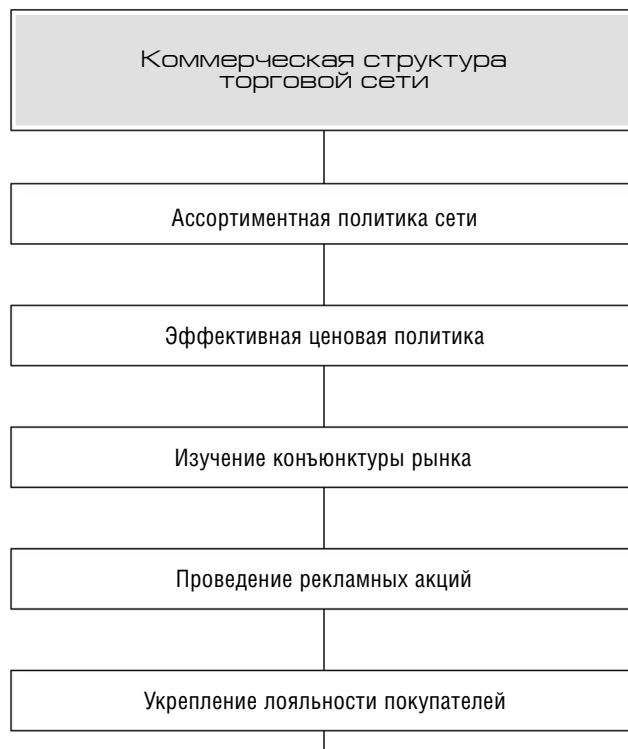 Коммерческая структура
торговой сети
Ассортиментная политика сети
Эффективная ценовая политика
Изучение конъюнктуры рынка
Проведение рекламных акций
Укрепление лояльности покупателей